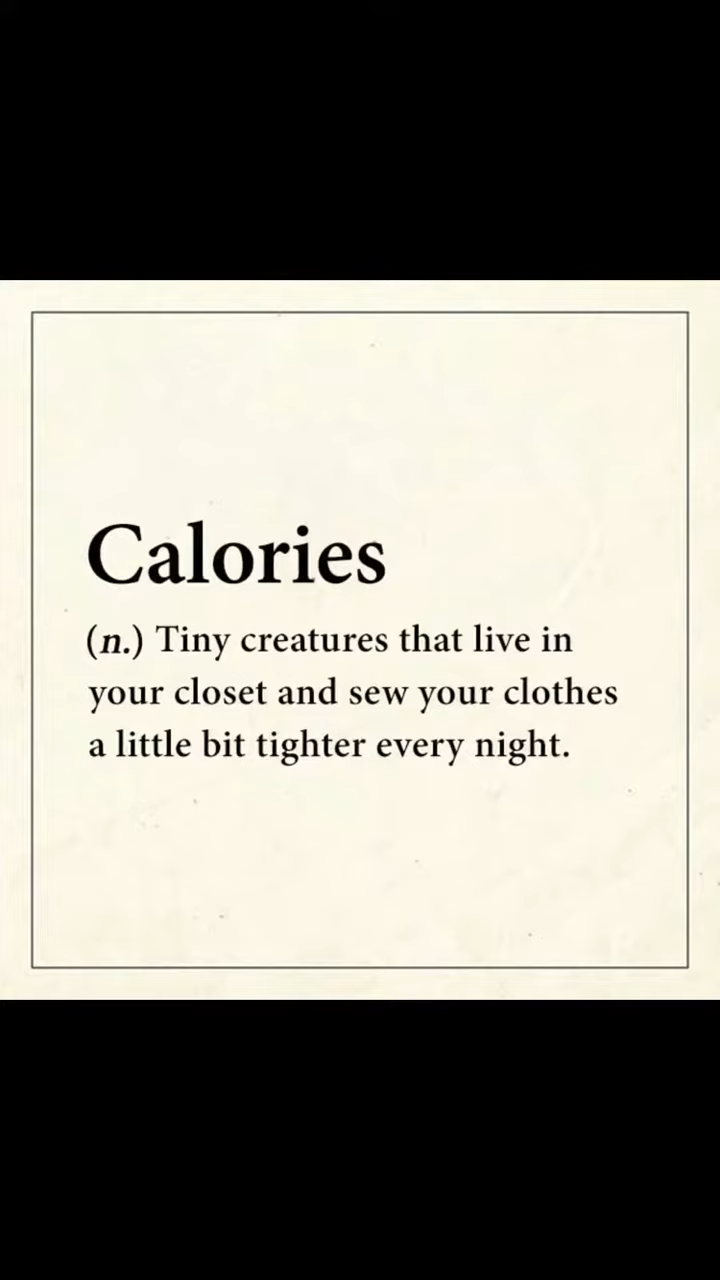 Calories
(n.) Tiny creatures that live in
your closet and sew your clothes
a little bit tighter every night.